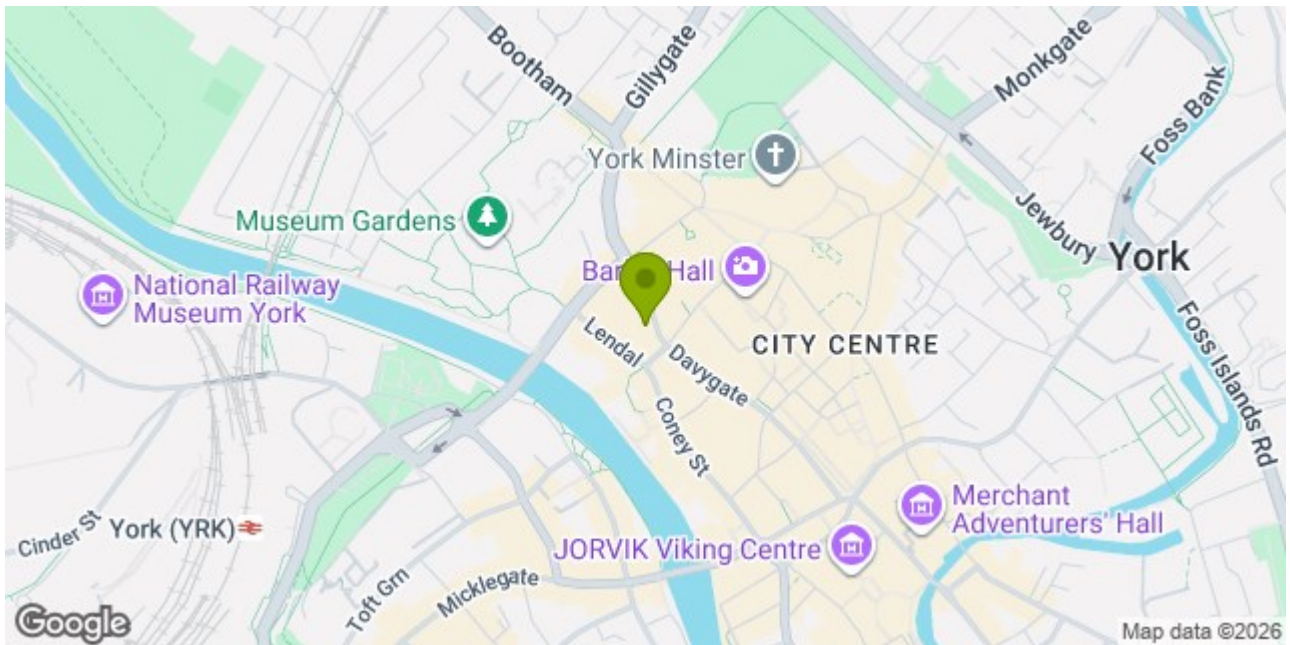 Bootham
Gillygate
Monkgate
Foss Bank
York Minster
Museum Gardens
Jewbury
York
Hall
National Railway
Museum York
Lendal
Davygate
CITY CENTRE
Foss Islands Rd
Coney St
Merchant
Adventurers' Hall
Cinder St
York (YRK)
JORVIK Viking Centre
Toft Grn
Micklegate
Google
Map data ©2026